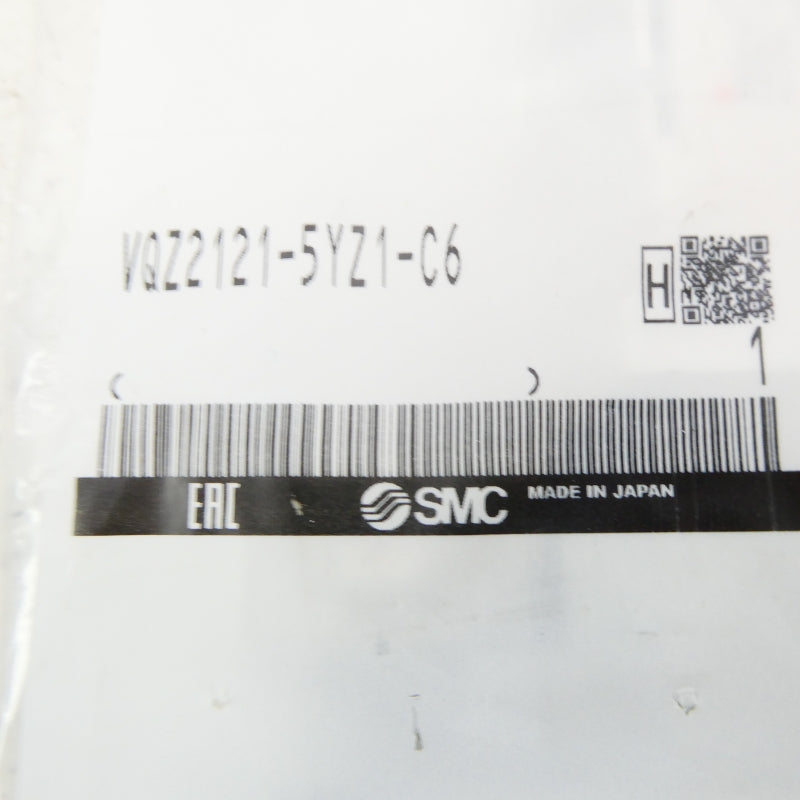 VQZ2121-5YZ1-C6
H
1
( )
EAC SMC MADE IN JAPAN